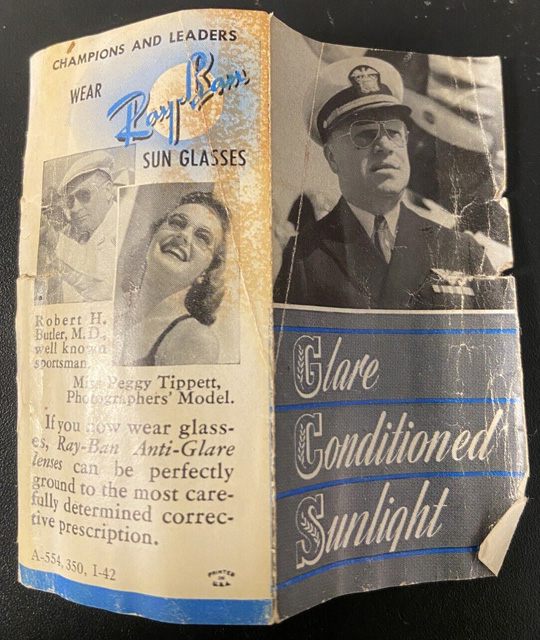 CHAMPIONS AND LEADERS
WEAR
Ray-Ban
SUN GLASSES
Robert H.
Butler, M.D.,
well known
sportsman.
Miss Peggy Tippett,
Photographers' Model.
If you now wear glass-
es, Ray-Ban Anti-Glare
lenses can be perfectly
ground to the most care-
fully determined correc-
tive prescription.
A-554, 350, I-42
PRINTED
IN
U.S.A.
Glare
Conditioned
Sunlight